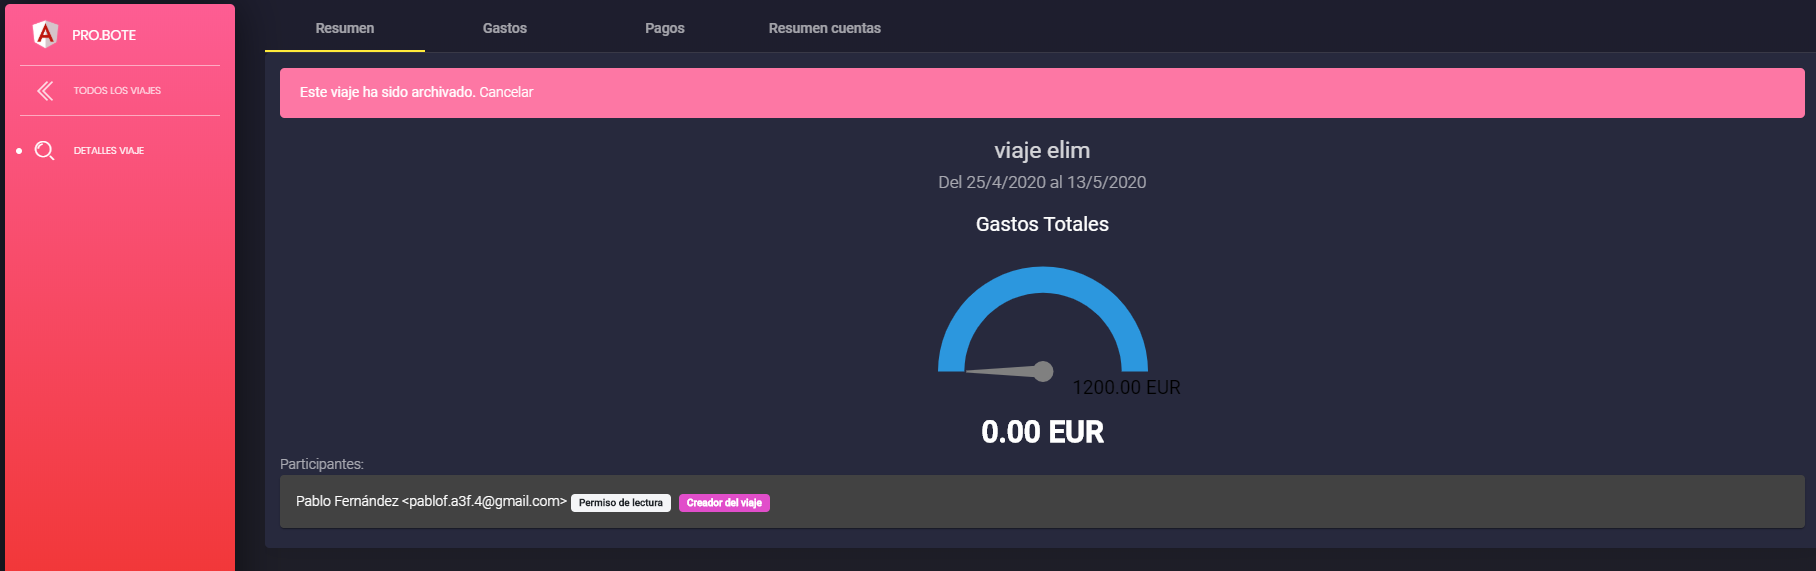 PRO.BOTE
TODOS LOS VIAJES
DETALLES VIAJE
Resumen Gastos Pagos Resumen cuentas
Este viaje ha sido archivado. Cancelar
viaje elim
Del 25/4/2020 al 13/5/2020
Gastos Totales
1200.00 EUR
0.00 EUR
Participantes:
Pablo Fernández <pablof.a3f.4@gmail.com> Permiso de lectura Creador del viaje